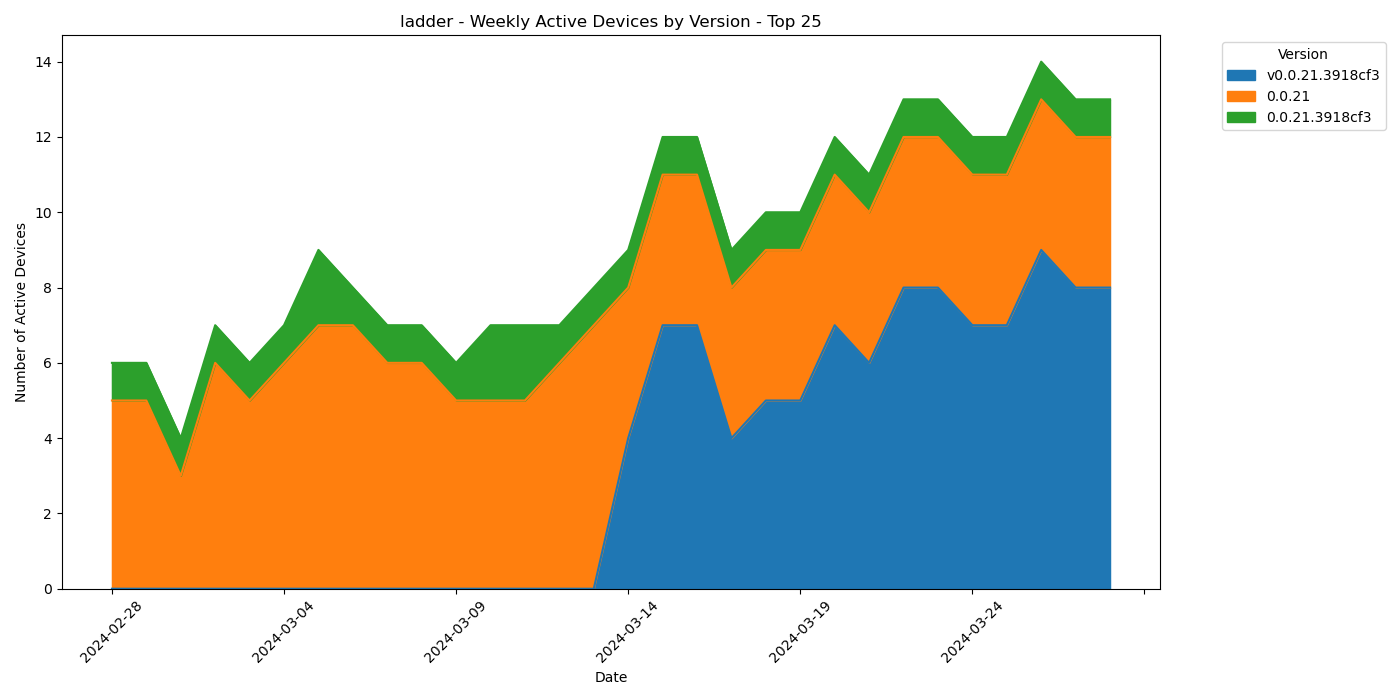 ladder - Weekly Active Devices by Version - Top 25
Version
v0.0.21.3918cf3
0.0.21
0.0.21.3918cf3
Number of Active Devices
14
12
10
8
6
4
2
0
2024-02-28
2024-03-04
2024-03-09
2024-03-14
2024-03-19
2024-03-24
Date